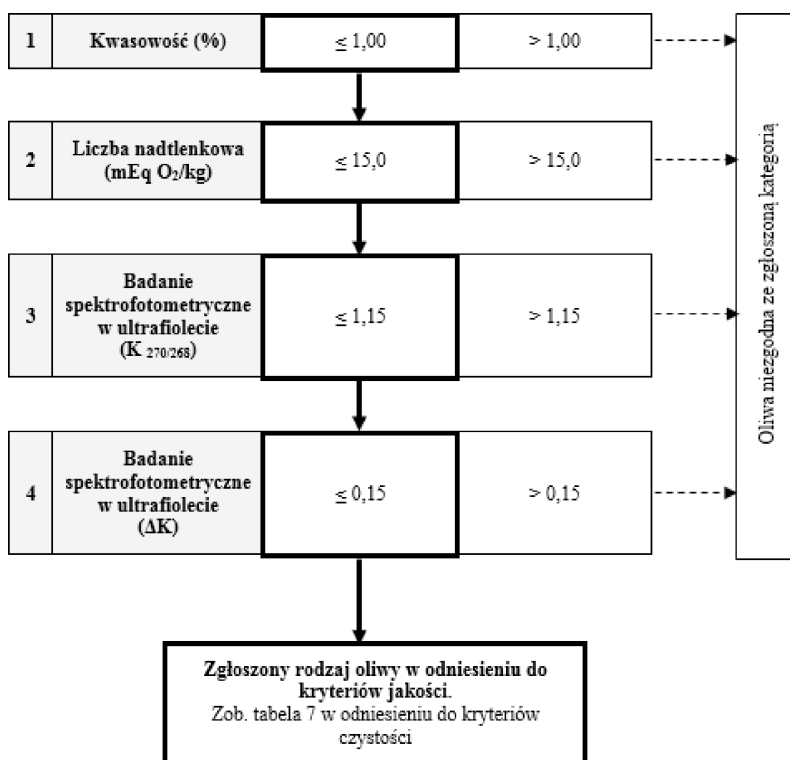 1 Kwasowość (%) ≤ 1,00 > 1,00
2 Liczba nadtlenkowa
(mEq O₂/kg) ≤ 15,0 > 15,0
3 Badanie
spektrofotometryczne
w ultrafiolecie
(K 270/268) ≤ 1,15 > 1,15
4 Badanie
spektrofotometryczne
w ultrafiolecie
(ΔK) ≤ 0,15 > 0,15
Oliwa niezgodna ze zgłoszoną kategorią
Zgłoszony rodzaj oliwy w odniesieniu do
kryteriów jakości.
Zob. tabela 7 w odniesieniu do kryteriów
czystości